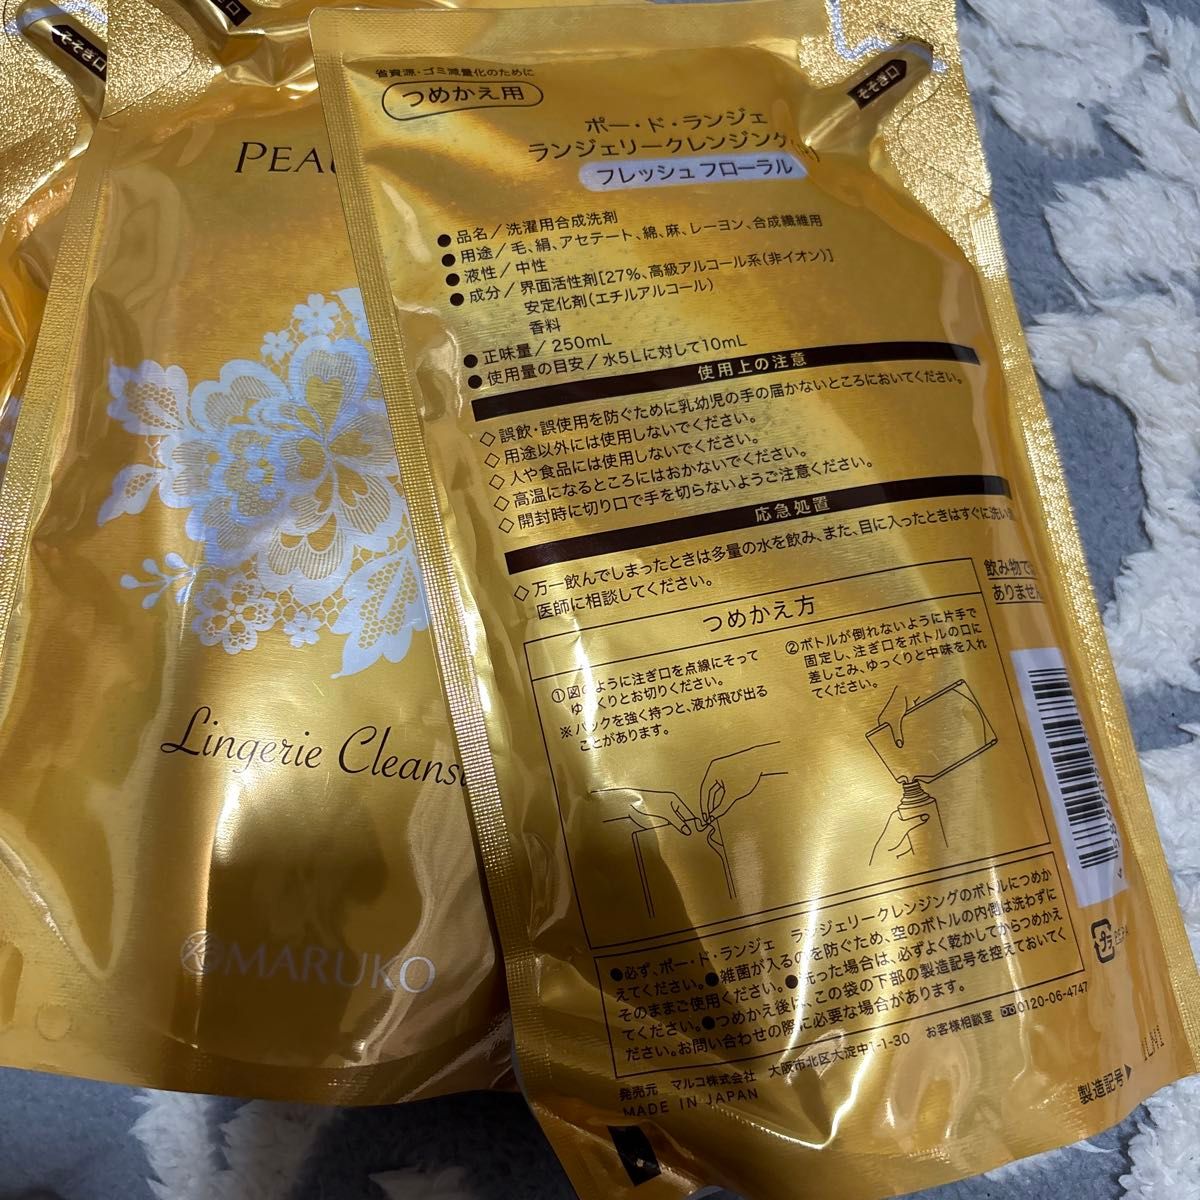 そそぎ口
PEAU
Lingerie Cleans
MARUKO
省資源・ゴミ減量化のために
つめかえ用
そそぎ口
ポー・ド・ランジェ
ランジェリークレンジング
フレッシュフローラル
●品名／洗濯用合成洗剤
●用途／毛、絹、アセテート、綿、麻、レーヨン、合成繊維用
●液性／中性
●成分／界面活性剤[27%、高級アルコール系(非イオン)]
安定化剤(エチルアルコール)
香料
●正味量／250mL
●使用量の目安／水5Lに対して10mL
使用上の注意
◇誤飲・誤使用を防ぐために乳幼児の手の届かないところにおいてください。
◇用途以外には使用しないでください。
◇人や食品には使用しないでください。
◇高温になるところにはおかないでください。
◇開封時に切り口で手を切らないようご注意ください。
応急処置
◇万一飲んでしまったときは多量の水を飲み、また、目に入ったときはすぐに洗い
医師に相談してください。
飲み物では
ありません
つめかえ方
①図のように注ぎ口を点線にそって
ゆっくりとお切りください。
※パックを強く持つと、液が飛び出る
ことがあります。
②ボトルが倒れないように片手で
固定し、注ぎ口をボトルの口に
差しこみ、ゆっくりと中味を入れ
てください。
●必ず、ポー・ド・ランジェ ランジェリークレンジングのボトルにつめか
えてください。●雑菌が入るのを防ぐため、空のボトルの内側は洗わずに
そのままご使用ください。●洗った場合は、必ずよく乾かしてからつめかえ
てください。●つめかえ後は、この袋の下部の製造記号を控えておいてく
ださい。お問い合わせの際に必要な場合があります。
発売元 マルコ株式会社 大阪市北区大淀中1-1-30 お客様相談室 0120-06-4747
MADE IN JAPAN
製造記号▶
1LN1